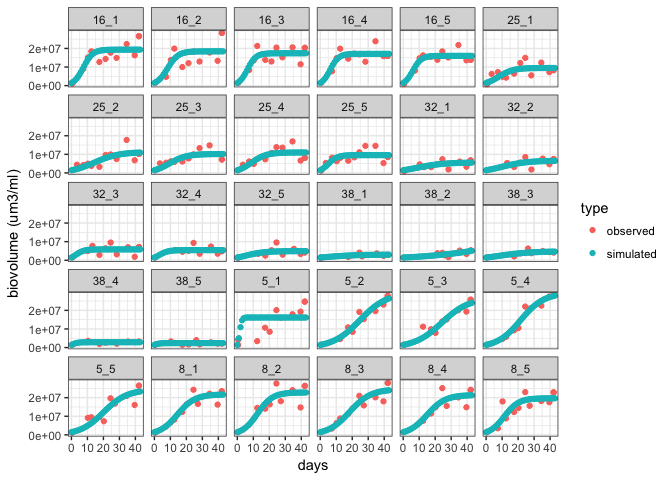 16_1 16_2 16_3 16_4 16_5 25_1
2e+07
1e+07
0e+00
25_2 25_3 25_4 25_5 32_1 32_2
2e+07
1e+07
0e+00
32_3 32_4 32_5 38_1 38_2 38_3
2e+07
1e+07
0e+00
38_4 38_5 5_1 5_2 5_3 5_4
2e+07
1e+07
0e+00
5_5 8_1 8_2 8_3 8_4 8_5
2e+07
1e+07
0e+00
0 10 20 30 40 0 10 20 30 40 0 10 20 30 40 0 10 20 30 40 0 10 20 30 40 0 10 20 30 40
days
biovolume (um3/ml)
type
observed
simulated